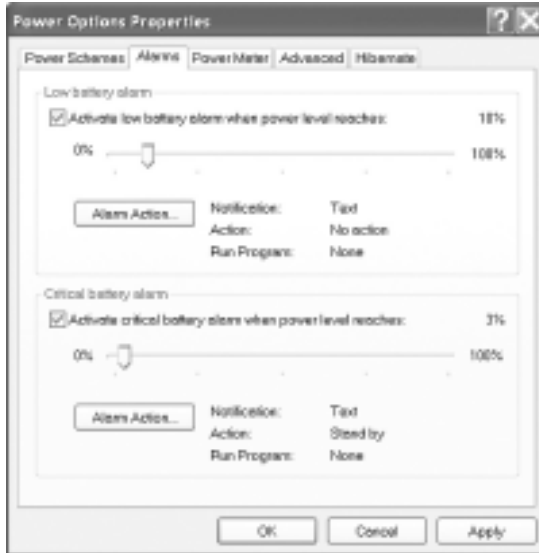 Power Options Properties
Power Schemes Alarms Power Meter Advanced Hibernate
Low battery alarm
Activate low battery alarm when power level reaches: 10%
0% 100%
Alarm Action... Notification: Text
Action: No action
Run Program: None
Critical battery alarm
Activate critical battery alarm when power level reaches: 3%
0% 100%
Alarm Action... Notification: Text
Action: Stand by
Run Program: None
OK Cancel Apply